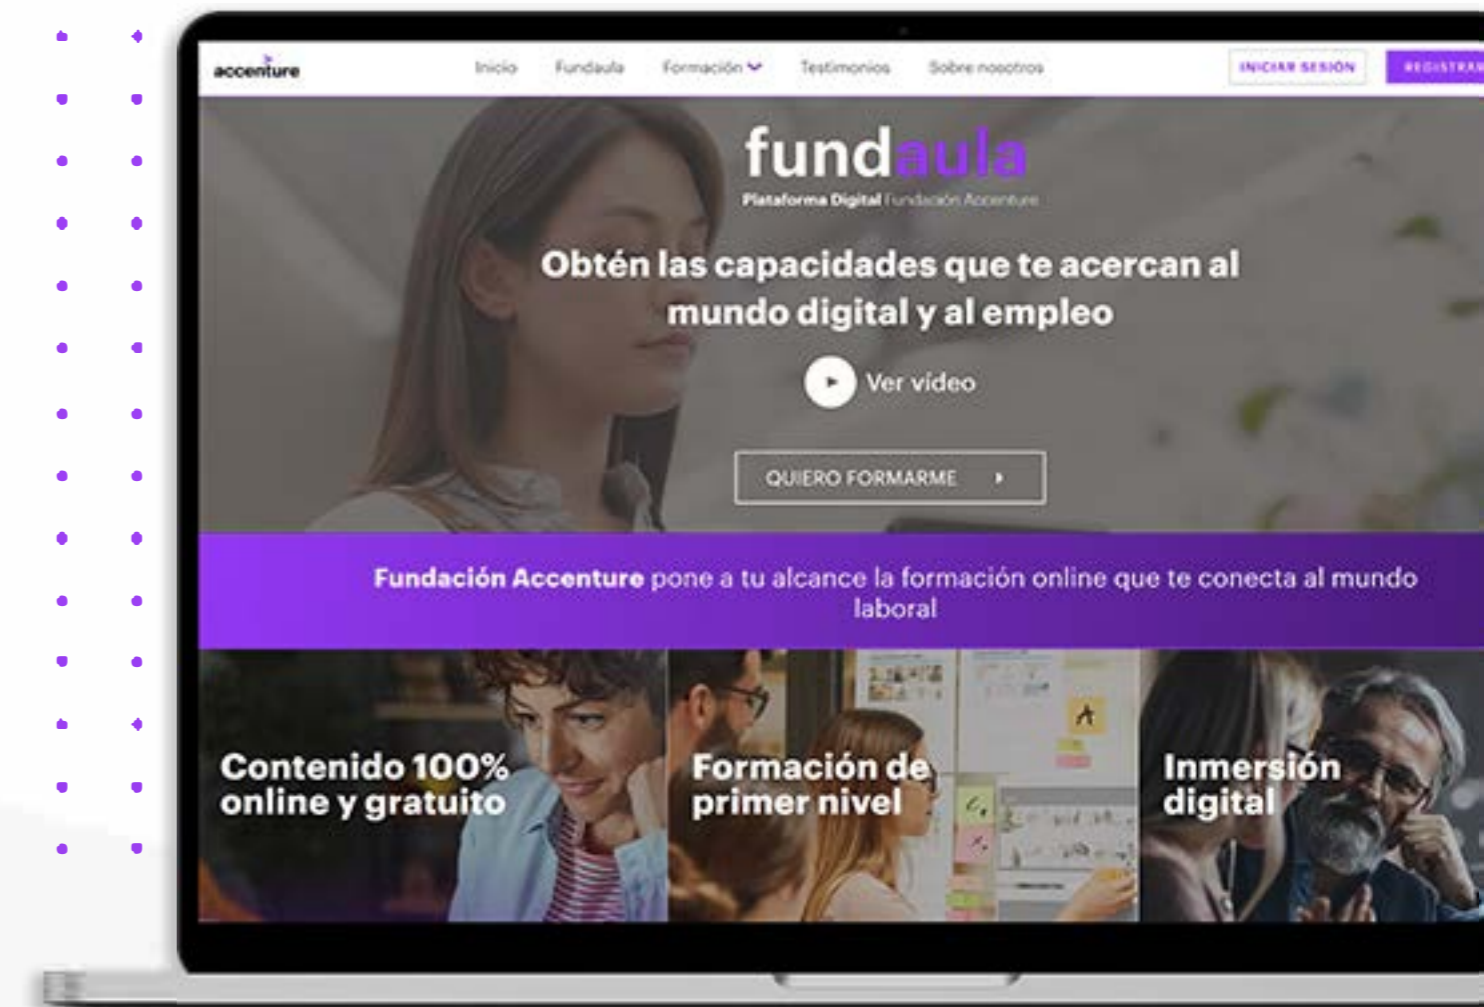 accenture
Inicio Fundaula Formación Testimonios Sobre nosotros INICIAR SESIÓN
fundaula
Plataforma Digital Fundación Accenture
Obtén las capacidades que te acercan al
mundo digital y al empleo
Ver vídeo
QUIERO FORMARME
Fundación Accenture pone a tu alcance la formación online que te conecta al mundo
laboral
Contenido 100%
online y gratuito
Formación de
primer nivel
Inmersión
digital
A